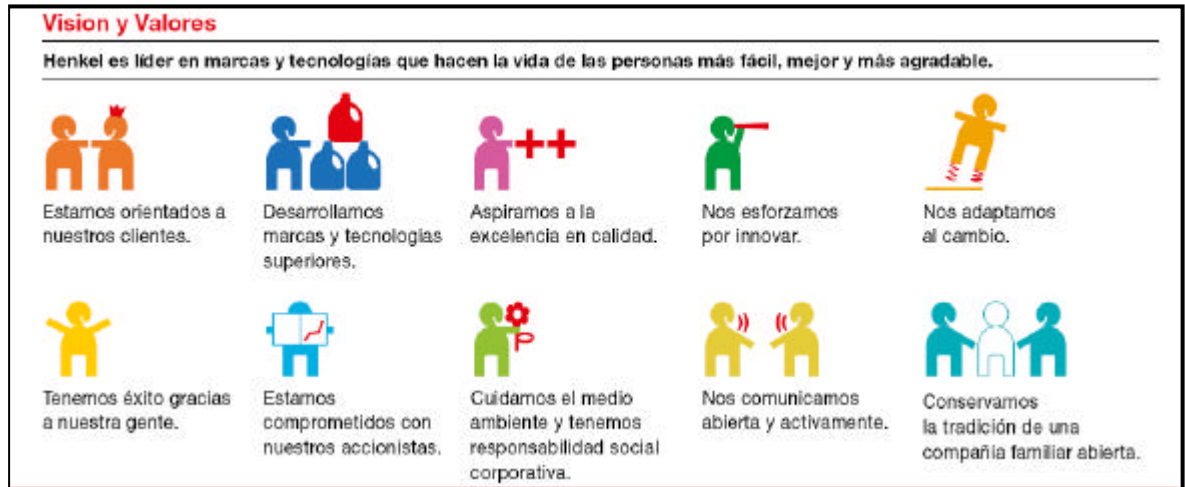 Vision y Valores
Henkel es líder en marcas y tecnologías que hacen la vida de las personas más fácil, mejor y más agradable.
Estamos orientados a
nuestros clientes.
Desarrollamos
marcas y tecnologías
superiores.
Aspiramos a la
excelencia en calidad.
Nos esforzamos
por innovar.
Nos adaptamos
al cambio.
Tenemos éxito gracias
a nuestra gente.
Estamos
comprometidos con
nuestros accionistas.
Cuidamos el medio
ambiente y tenemos
responsabilidad social
corporativa.
Nos comunicamos
abierta y activamente.
Conservamos
la tradición de una
compañía familiar abierta.